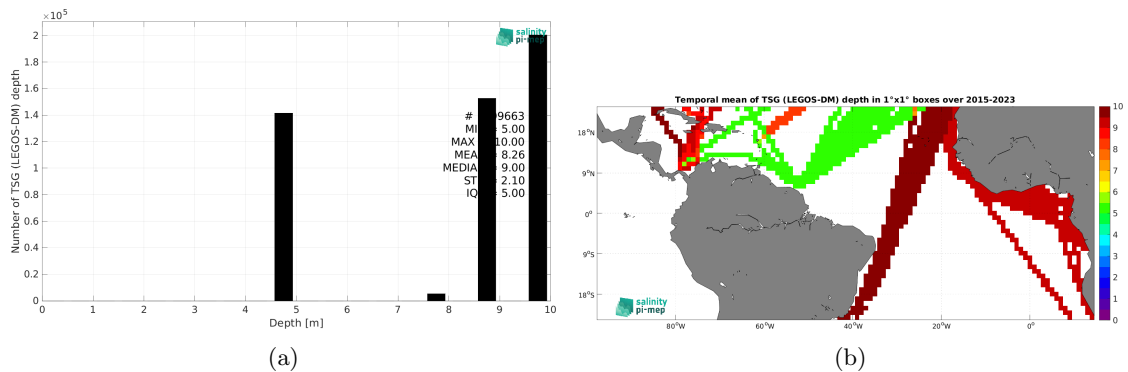 ×10⁵
2
1.8
1.6
1.4
1.2
1
0.8
0.6
0.4
0.2
0
Number of TSG (LEGOS-DM) depth
salinity
pi-mep
9663
5.00
MAX 10.00
8.26
9.00
2.10
5.00
0 1 2 3 4 5 6 7 8 9 10
Depth [m]
(a)
Temporal mean of TSG (LEGOS-DM) depth in 1°x1° boxes over 2015-2023
18°N
9°N
0°
9°S
18°S
80°W 60°W 40°W 20°W 0°
10
9
8
7
6
5
4
3
2
1
0
salinity
pi-mep
(b)